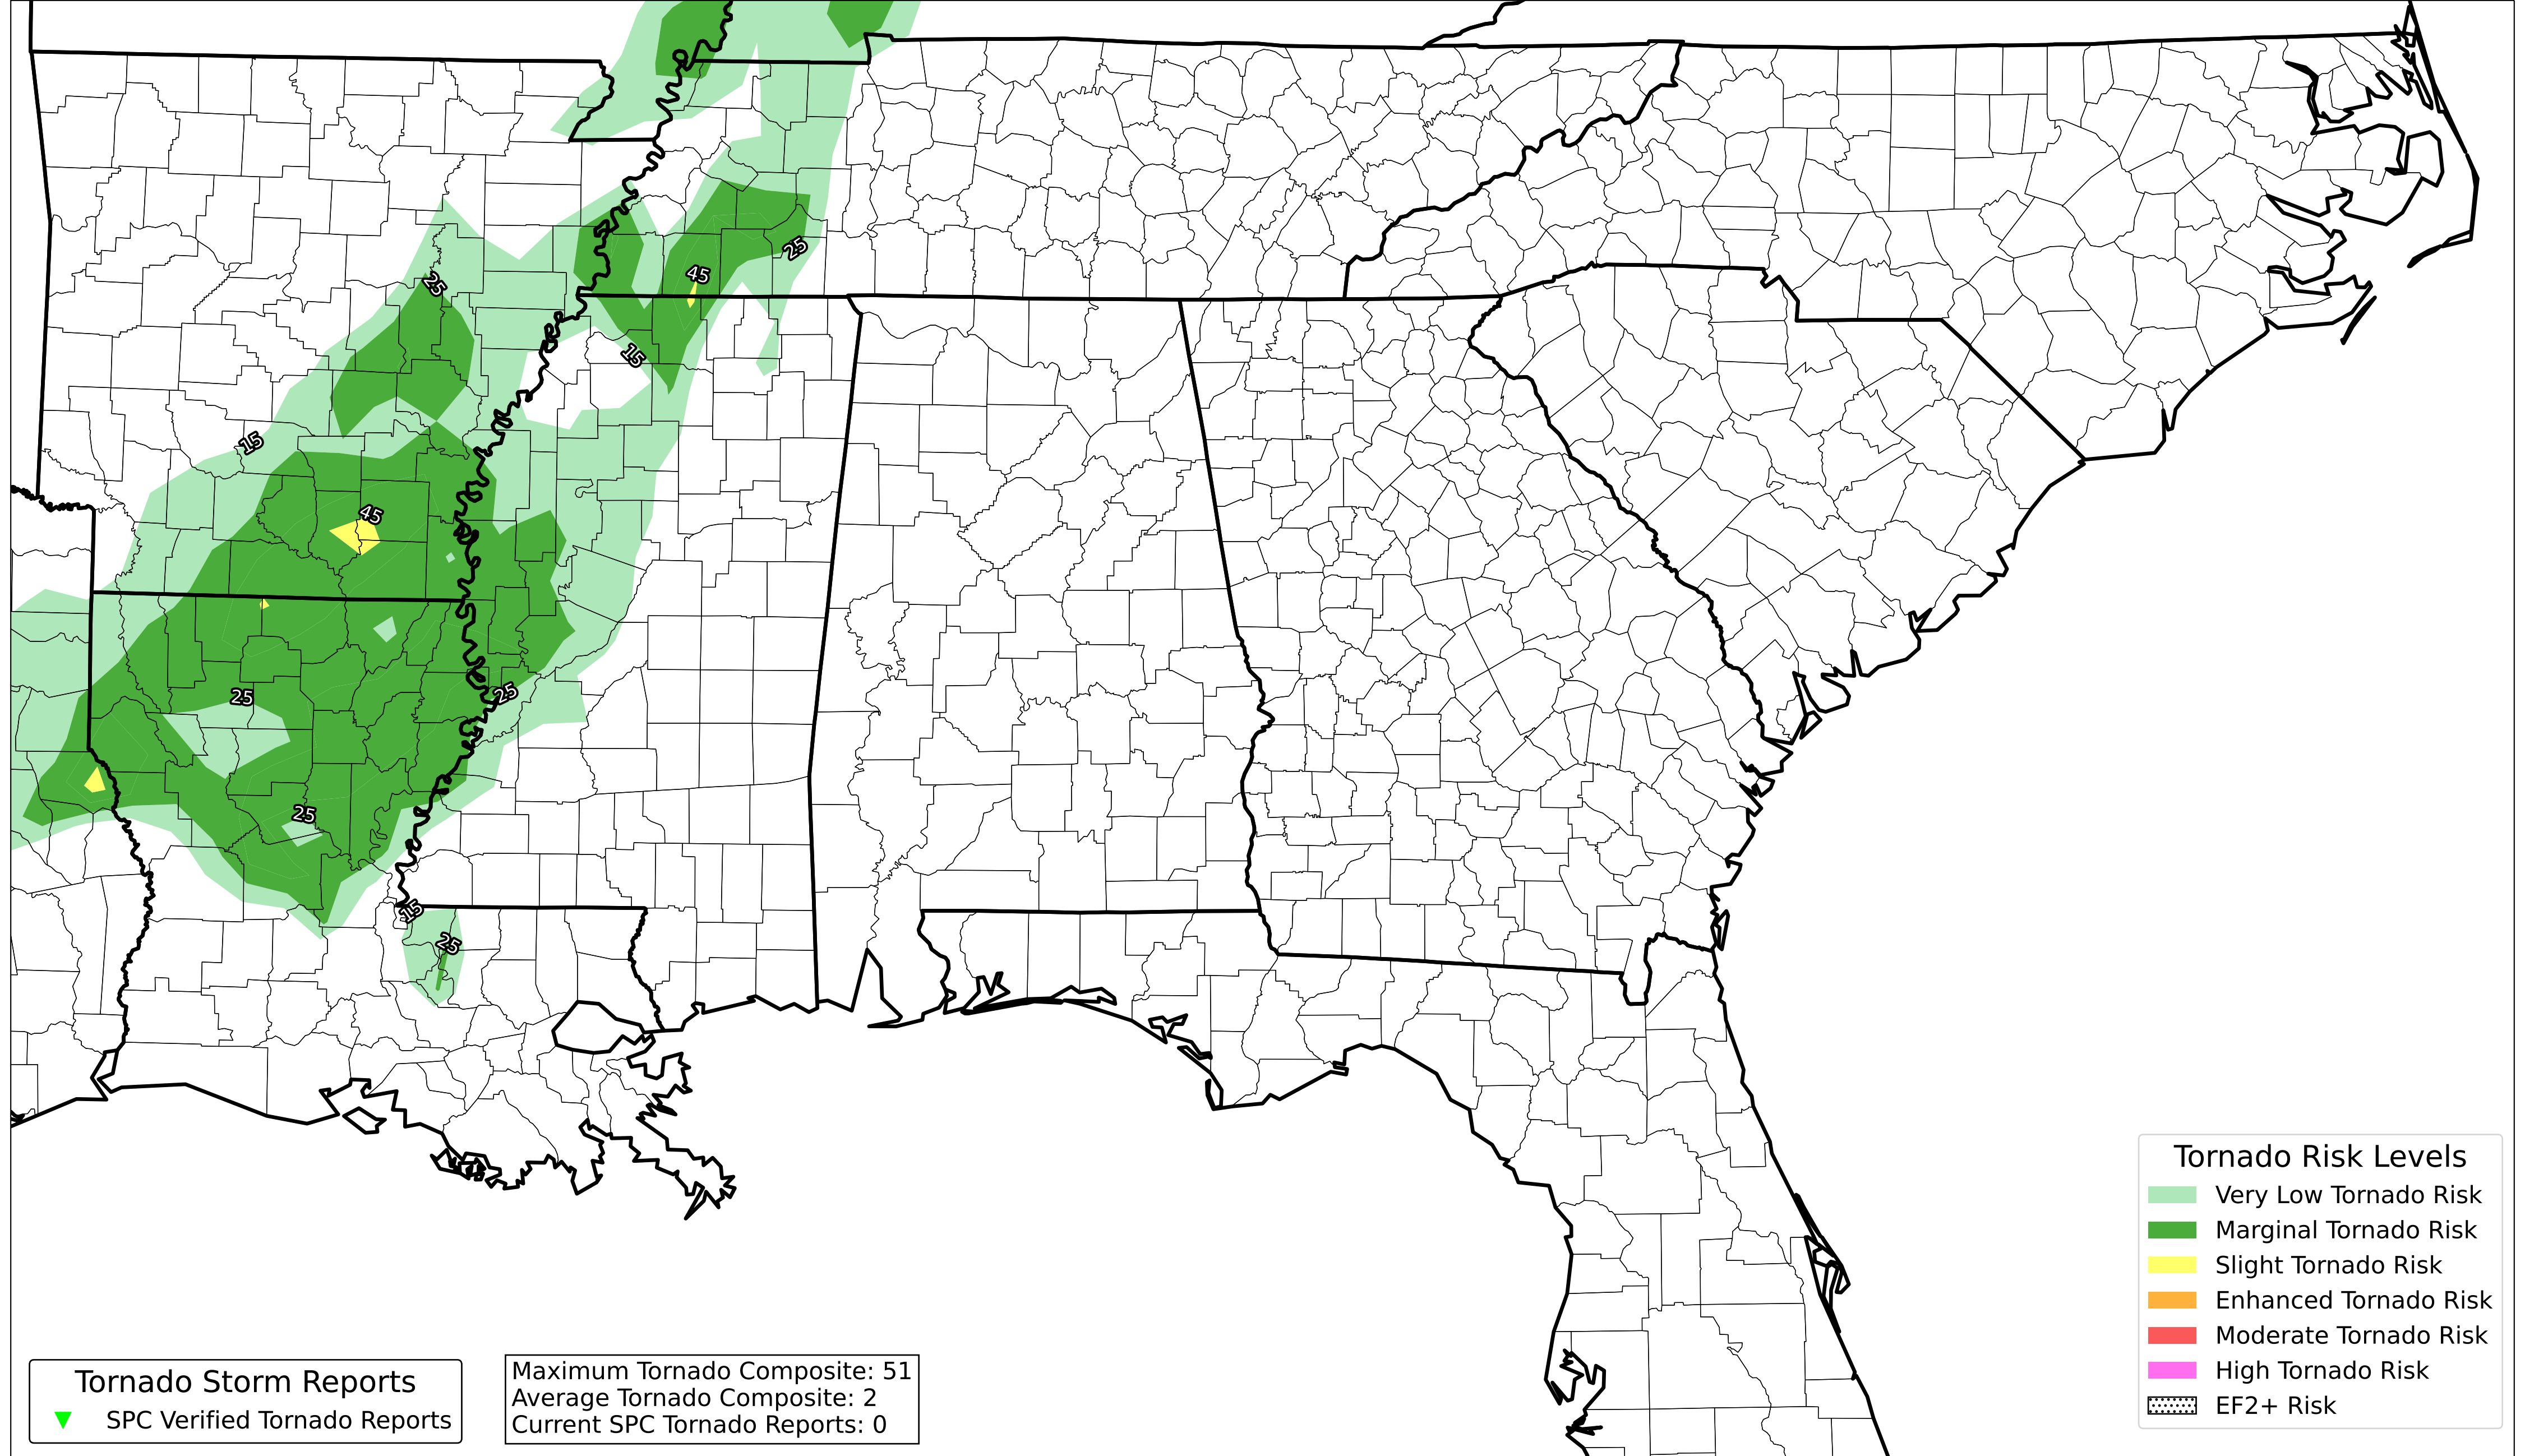 25
45
25
15
15
45
25
25
25
15
25
Tornado Risk Levels
Very Low Tornado Risk
Marginal Tornado Risk
Slight Tornado Risk
Enhanced Tornado Risk
Moderate Tornado Risk
High Tornado Risk
EF2+ Risk
Tornado Storm Reports
SPC Verified Tornado Reports
Maximum Tornado Composite: 51
Average Tornado Composite: 2
Current SPC Tornado Reports: 0